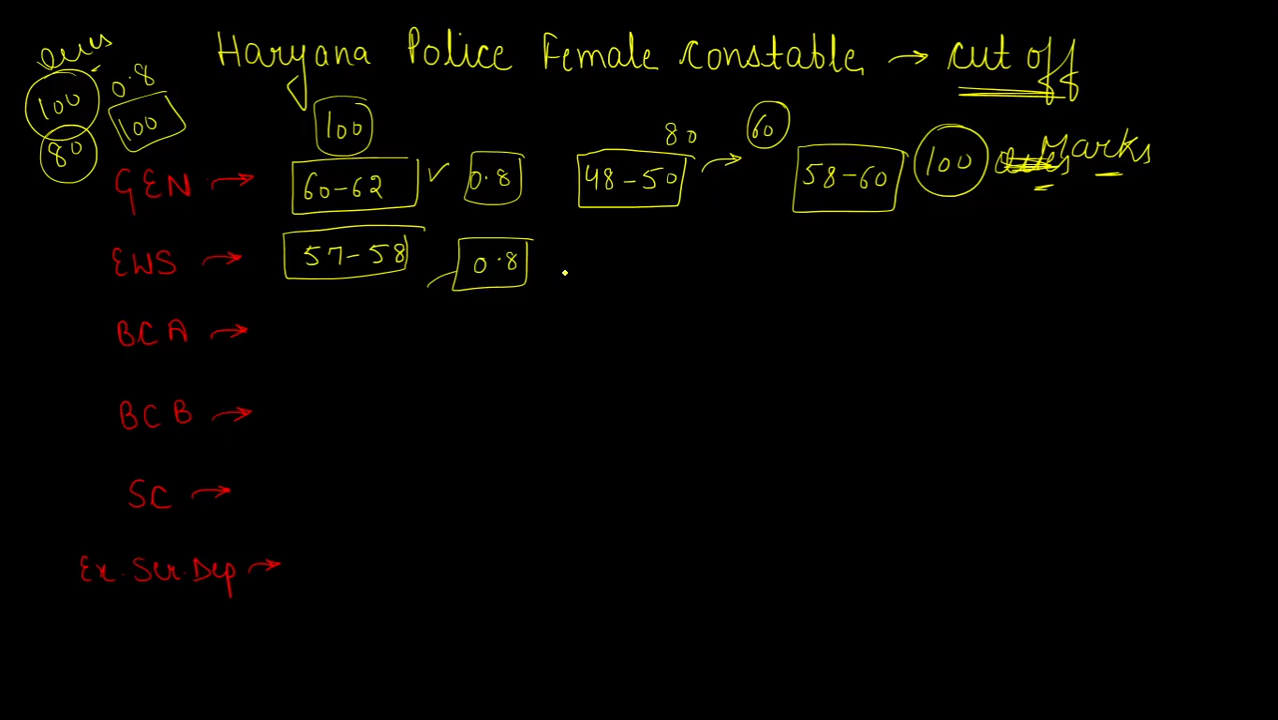 Haryana Police Female Constable → cut off
100 0.8
80 100
100 80 60
GEN → 60-62 ✓ 0.8 48-50 → 58-60 100 Marks
EWS → 57-58 0.8
BCA →
BCB →
SC →
Ex. Ser. Dep →